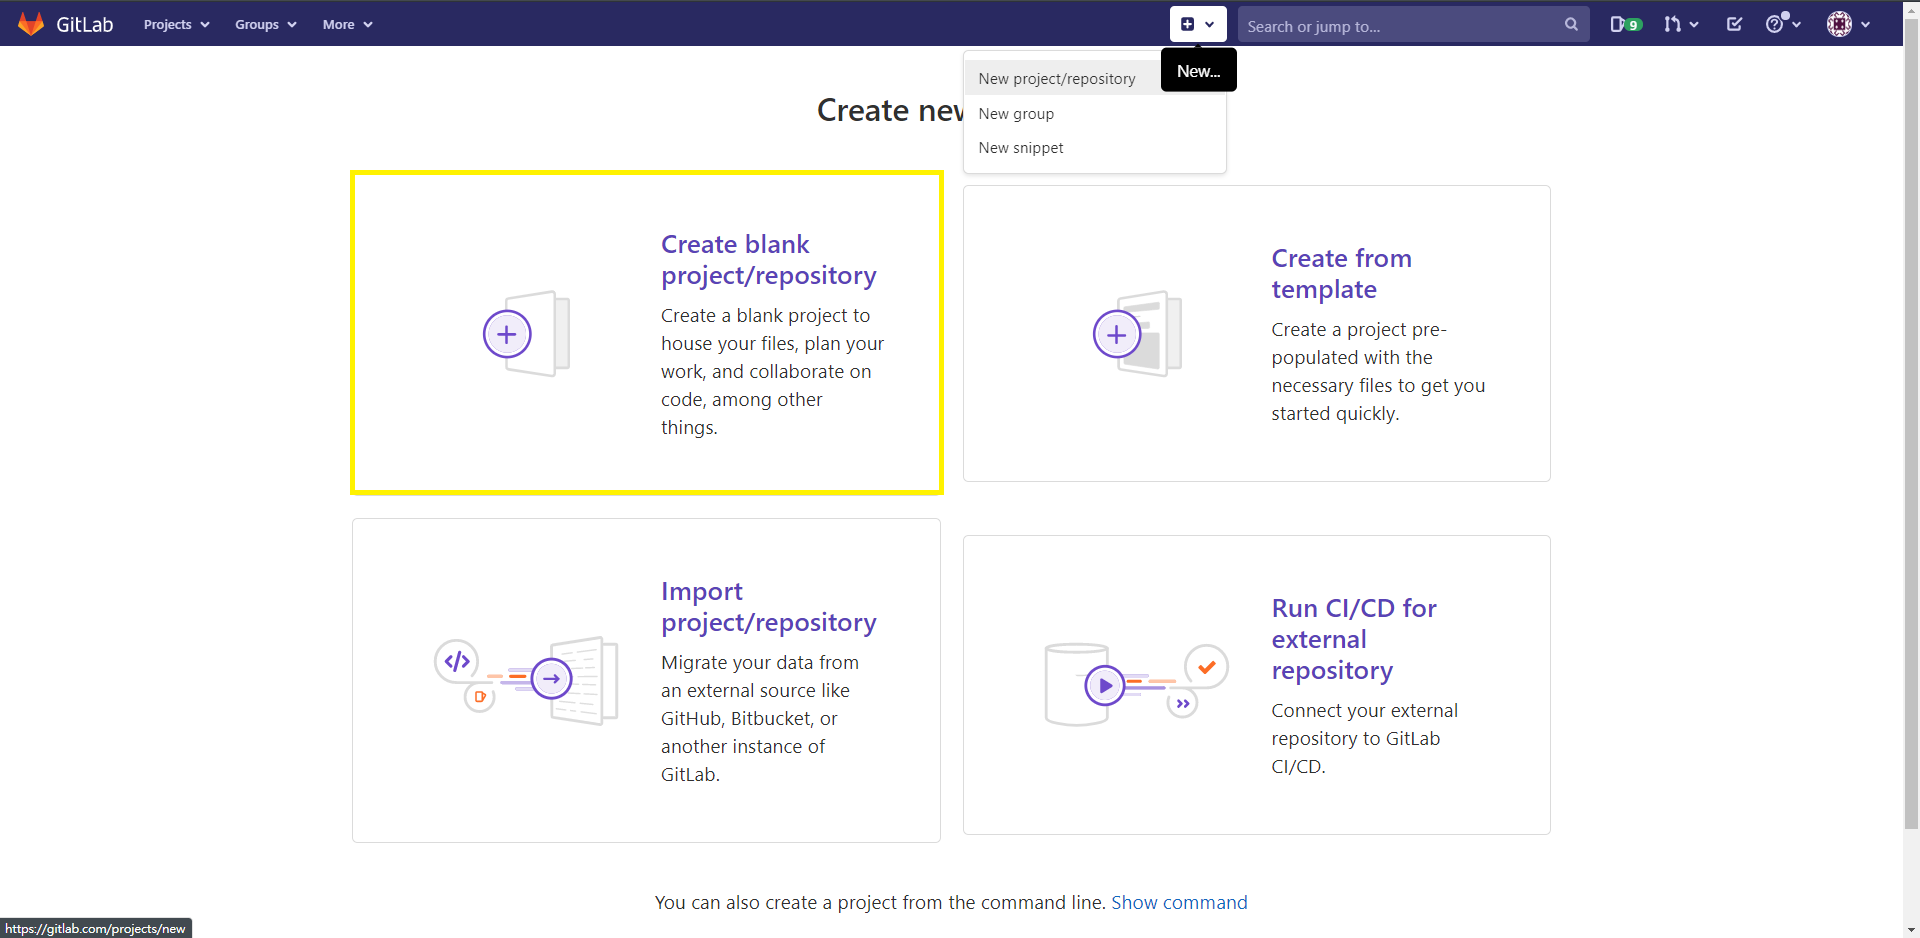 GitLab Projects Groups More Search or jump to... 9
New...
New project/repository
New group
New snippet
Create new
Create blank
project/repository
Create a blank project to
house your files, plan your
work, and collaborate on
code, among other
things.
Create from
template
Create a project pre-
populated with the
necessary files to get you
started quickly.
Import
project/repository
Migrate your data from
an external source like
GitHub, Bitbucket, or
another instance of
GitLab.
Run CI/CD for
external
repository
Connect your external
repository to GitLab
CI/CD.
You can also create a project from the command line. Show command
https://gitlab.com/projects/new